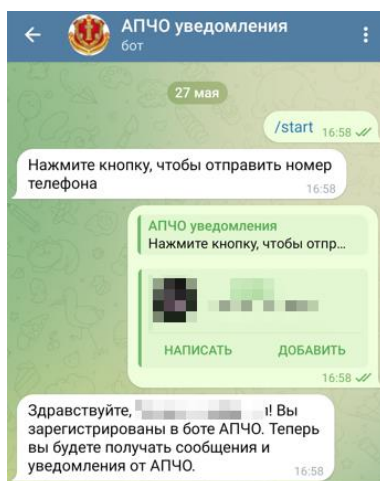 АПЧО уведомления
бот
27 мая
/start 16:58
Нажмите кнопку, чтобы отправить номер
телефона
16:58
АПЧО уведомления
Нажмите кнопку, чтобы отпр...
НАПИСАТЬ ДОБАВИТЬ
16:58
Здравствуйте, ! Вы
зарегистрированы в боте АПЧО. Теперь
вы будете получать сообщения и
уведомления от АПЧО.
16:58